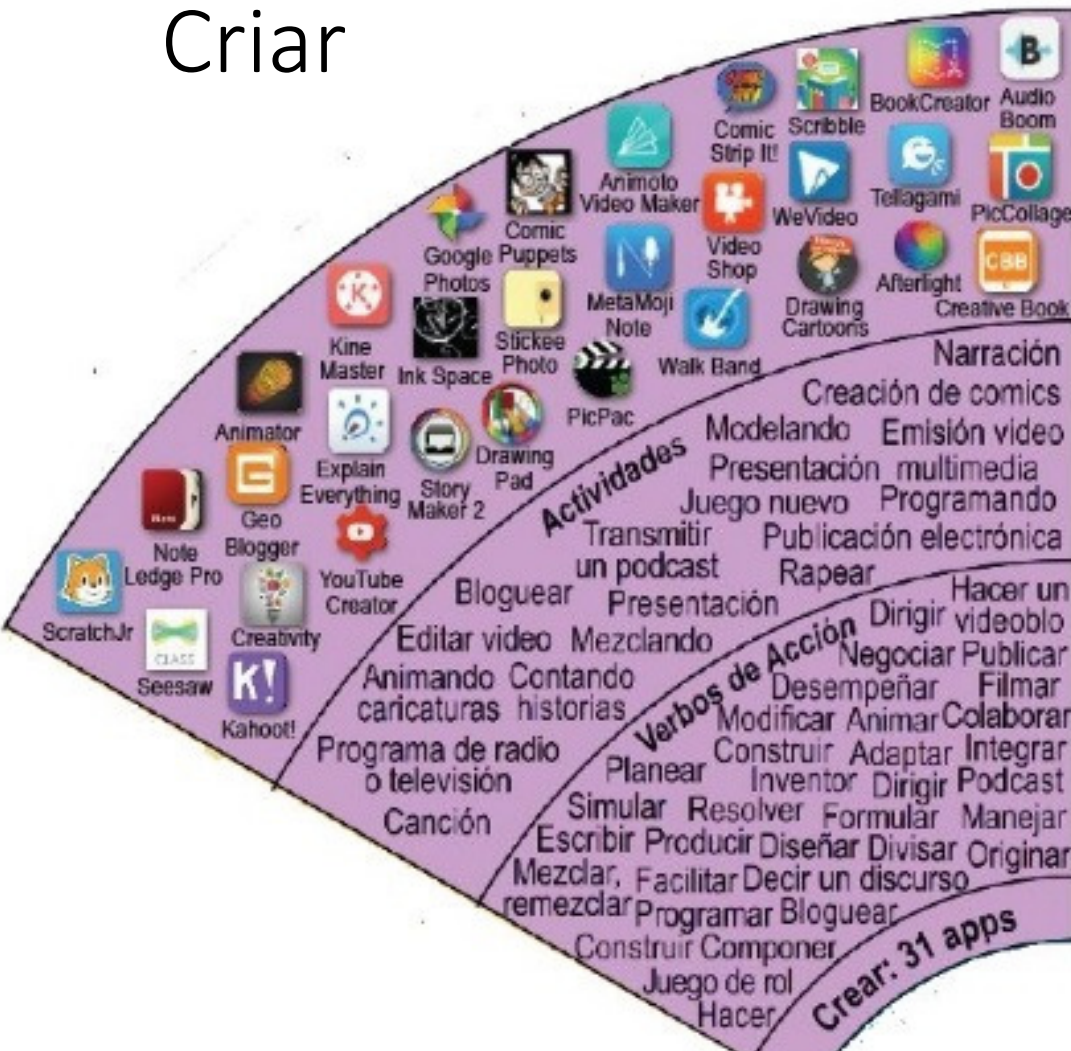 Criar
BookCreator
Audio
Boom
Comic
Strip It!
Scribble
Animoto
Video Maker
WeVideo
Tellagami
PicCollage
Google
Photos
Comic
Puppets
Video
Shop
Afterlight
CBB
Creative Book
MetaMoji
Note
Drawing
Cartoons
Kine
Master
Ink Space
Stickee
Photo
Walk Band
PicPac
Animator
Explain
Everything
Story
Maker 2
Drawing
Pad
Geo
Blogger
Note
Ledge Pro
YouTube
Creator
ScratchJr
CLASS
Seesaw
Creativity
K!
Kahoot!
Actividades
Narración
Creación de comics
Modelando Emisión video
Presentación multimedia
Juego nuevo Programando
Transmitir
un podcast
Publicación electrónica
Rapear
Bloguear Presentación
Editar video Mezclando
Animando
caricaturas
Contando
historias
Programa de radio
o televisión
Canción
Verbos de Acción
Hacer un
videoblo
Dirigir
Negociar Publicar
Desempeñar Filmar
Modificar Animar Colaborar
Planear Construir Adaptar Integrar
Inventor Dirigir Podcast
Simular Resolver Formular Manejar
Escribir Producir Diseñar Divisar Originar
Mezclar,
remezclar
Facilitar Decir un discurso
Programar Bloguear
Construir Componer
Juego de rol
Hacer
Crear: 31 apps